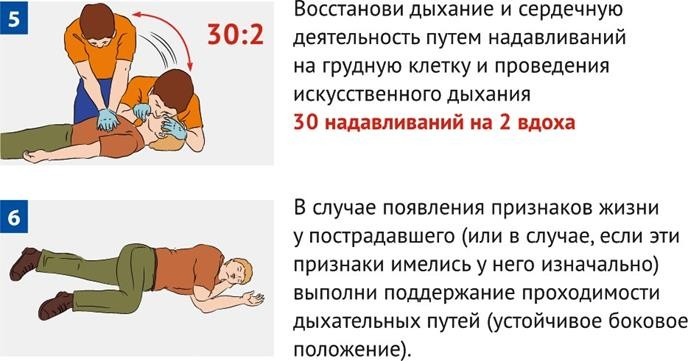 5
30:2
Восстанови дыхание и сердечную
деятельность путем надавливаний
на грудную клетку и проведения
искусственного дыхания
30 надавливаний на 2 вдоха
6
В случае появления признаков жизни
у пострадавшего (или в случае, если эти
признаки имелись у него изначально)
выполни поддержание проходимости
дыхательных путей (устойчивое боковое
положение).